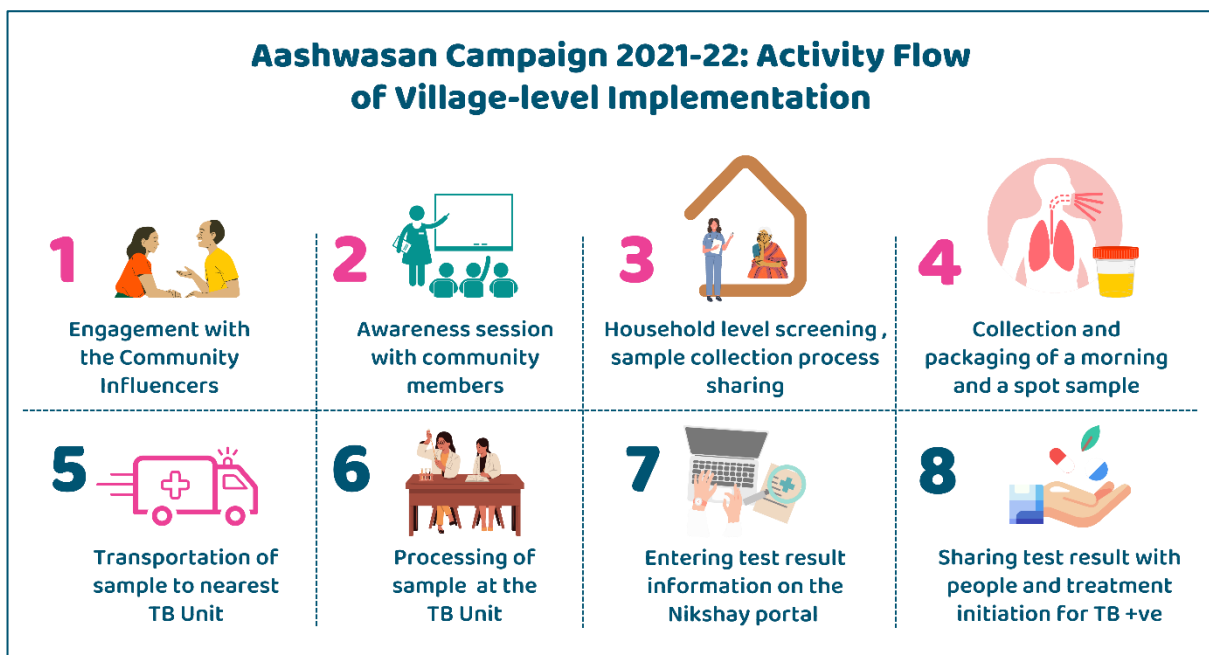 Aashwasan Campaign 2021-22: Activity Flow
of Village-level Implementation
1
Engagement with
the Community
Influencers
2
Awareness session
with community
members
3
Household level screening ,
sample collection process
sharing
4
Collection and
packaging of a morning
and a spot sample
5
Transportation of
sample to nearest
TB Unit
6
Processing of
sample at the
TB Unit
7
Entering test result
information on the
Nikshay portal
8
Sharing test result with
people and treatment
initiation for TB +ve